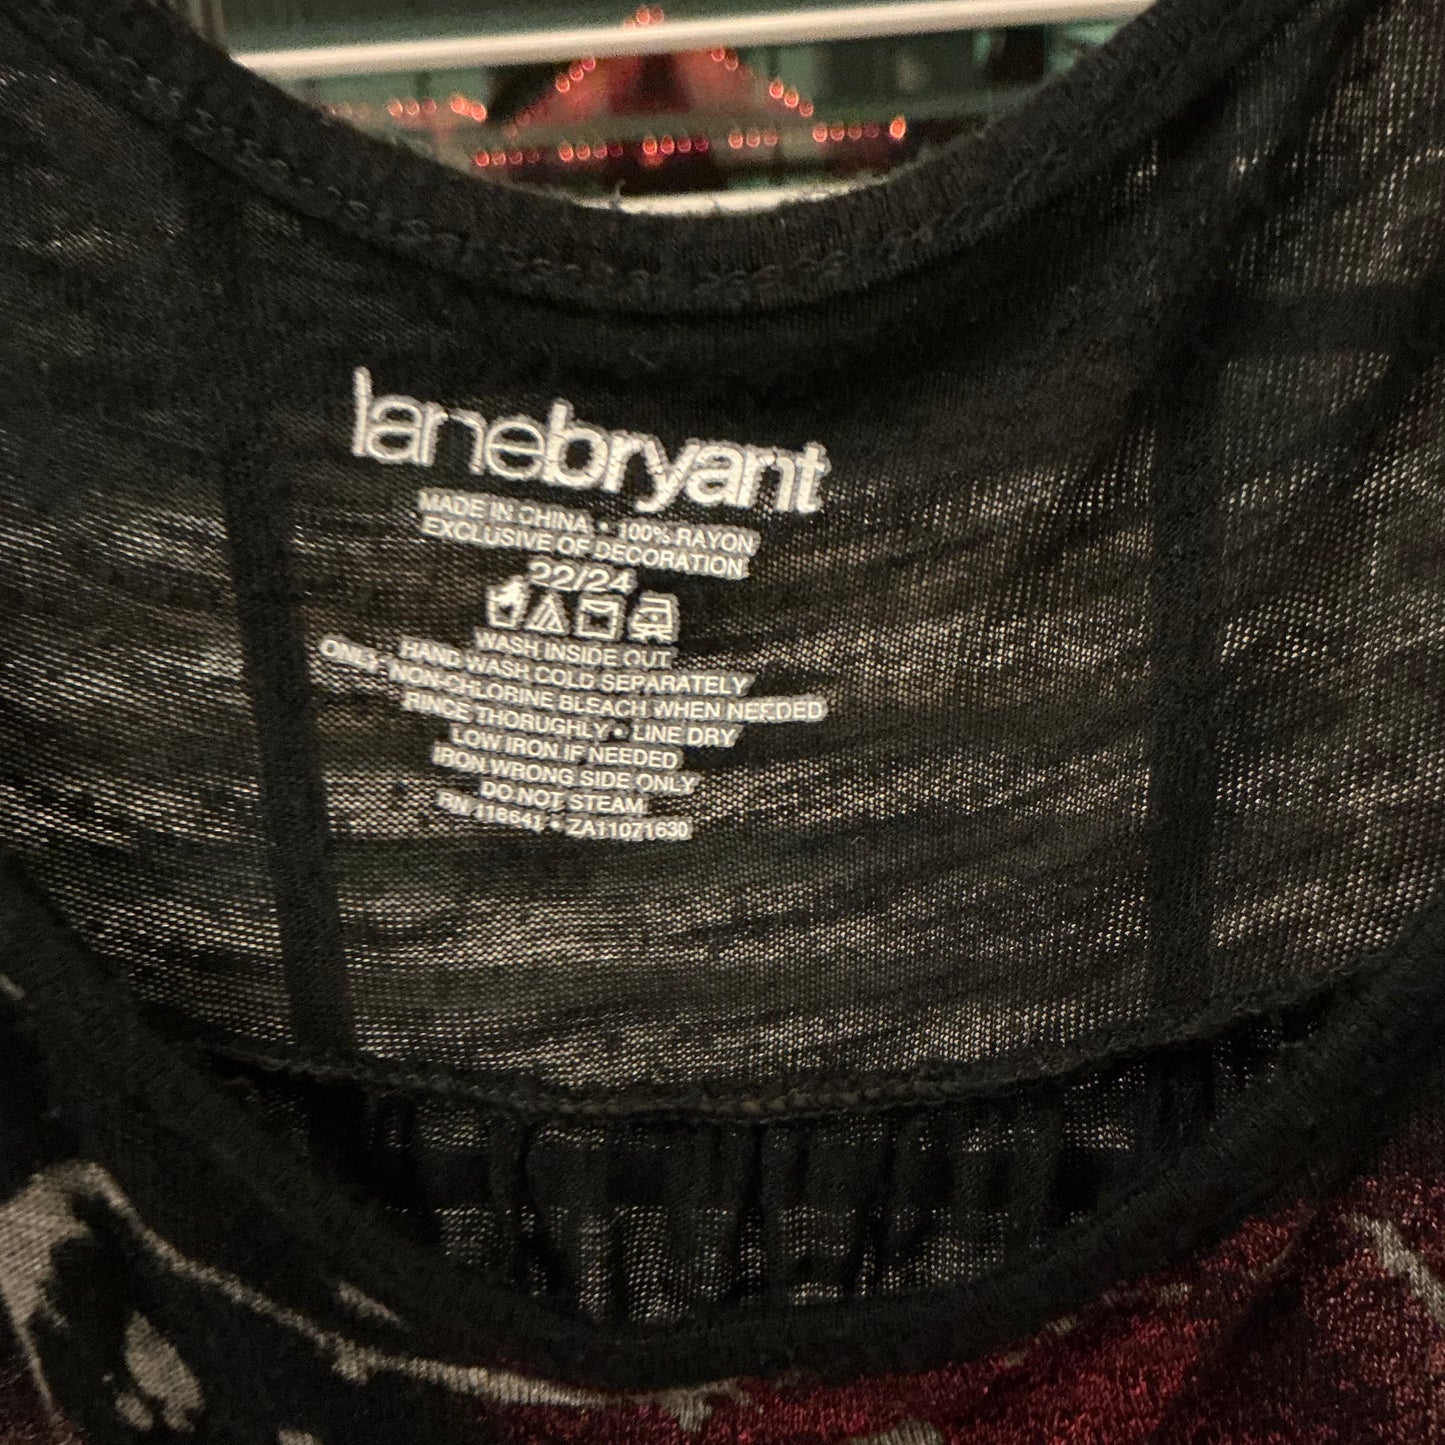 lanebryant
MADE IN CHINA • 100% RAYON
EXCLUSIVE OF DECORATION
22/24
WASH INSIDE OUT
HAND WASH COLD SEPARATELY
ONLY NON-CHLORINE BLEACH WHEN NEEDED
RINCE THORUGHLY • LINE DRY
LOW IRON IF NEEDED
IRON WRONG SIDE ONLY
DO NOT STEAM
RN 118641 • ZA11071630